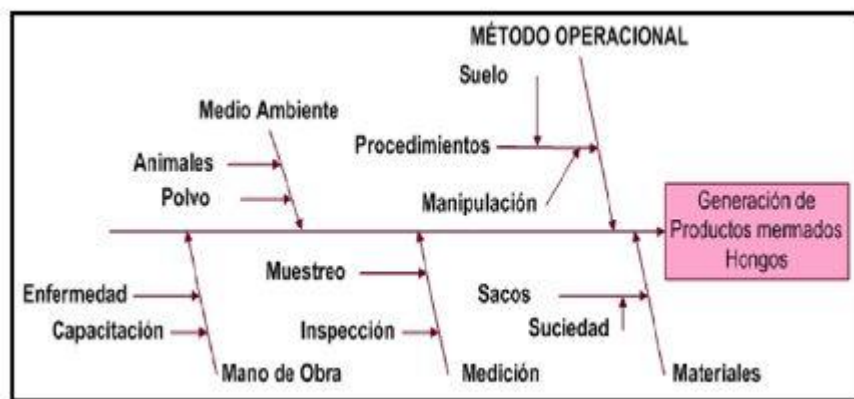 MÉTODO OPERACIONAL
Suelo
Medio Ambiente
Procedimientos
Animales
Polvo
Manipulación
Generación de
Productos mermados
Hongos
Muestreo
Enfermedad
Sacos
Capacitación
Inspección
Suciedad
Mano de Obra
Medición
Materiales